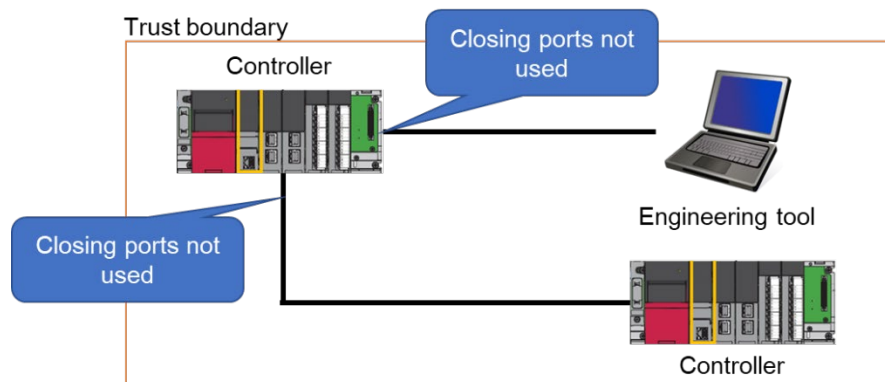 Trust boundary
Closing ports not
used
Controller
Engineering tool
Closing ports not
used
Controller